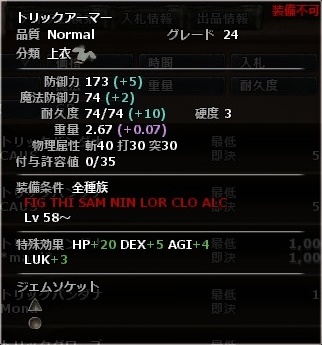 トリックアーマー 装備不可
品質 Normal グレード 24
分類 上衣
防御力 173 (+5)
魔法防御力 74 (+2)
耐久度 74/74 (+10) 硬度 3
重量 2.67 (+0.07)
物理属性 斬40 打30 突30
付与許容値 0/35
装備条件 全種族
FIG THI SAM NIN LOR CLO ALC
Lv 58～
特殊効果 HP+20 DEX+5 AGI+4
LUK+3
ジェムソケット